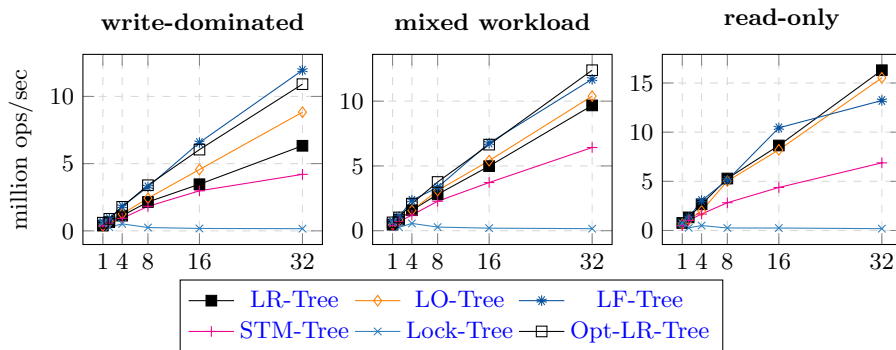 write-dominated
mixed workload
read-only
million ops/sec
10
5
0
1 4 8 16 32
10
5
0
1 4 8 16 32
15
10
5
0
1 4 8 16 32
LR-Tree LO-Tree LF-Tree
STM-Tree Lock-Tree Opt-LR-Tree